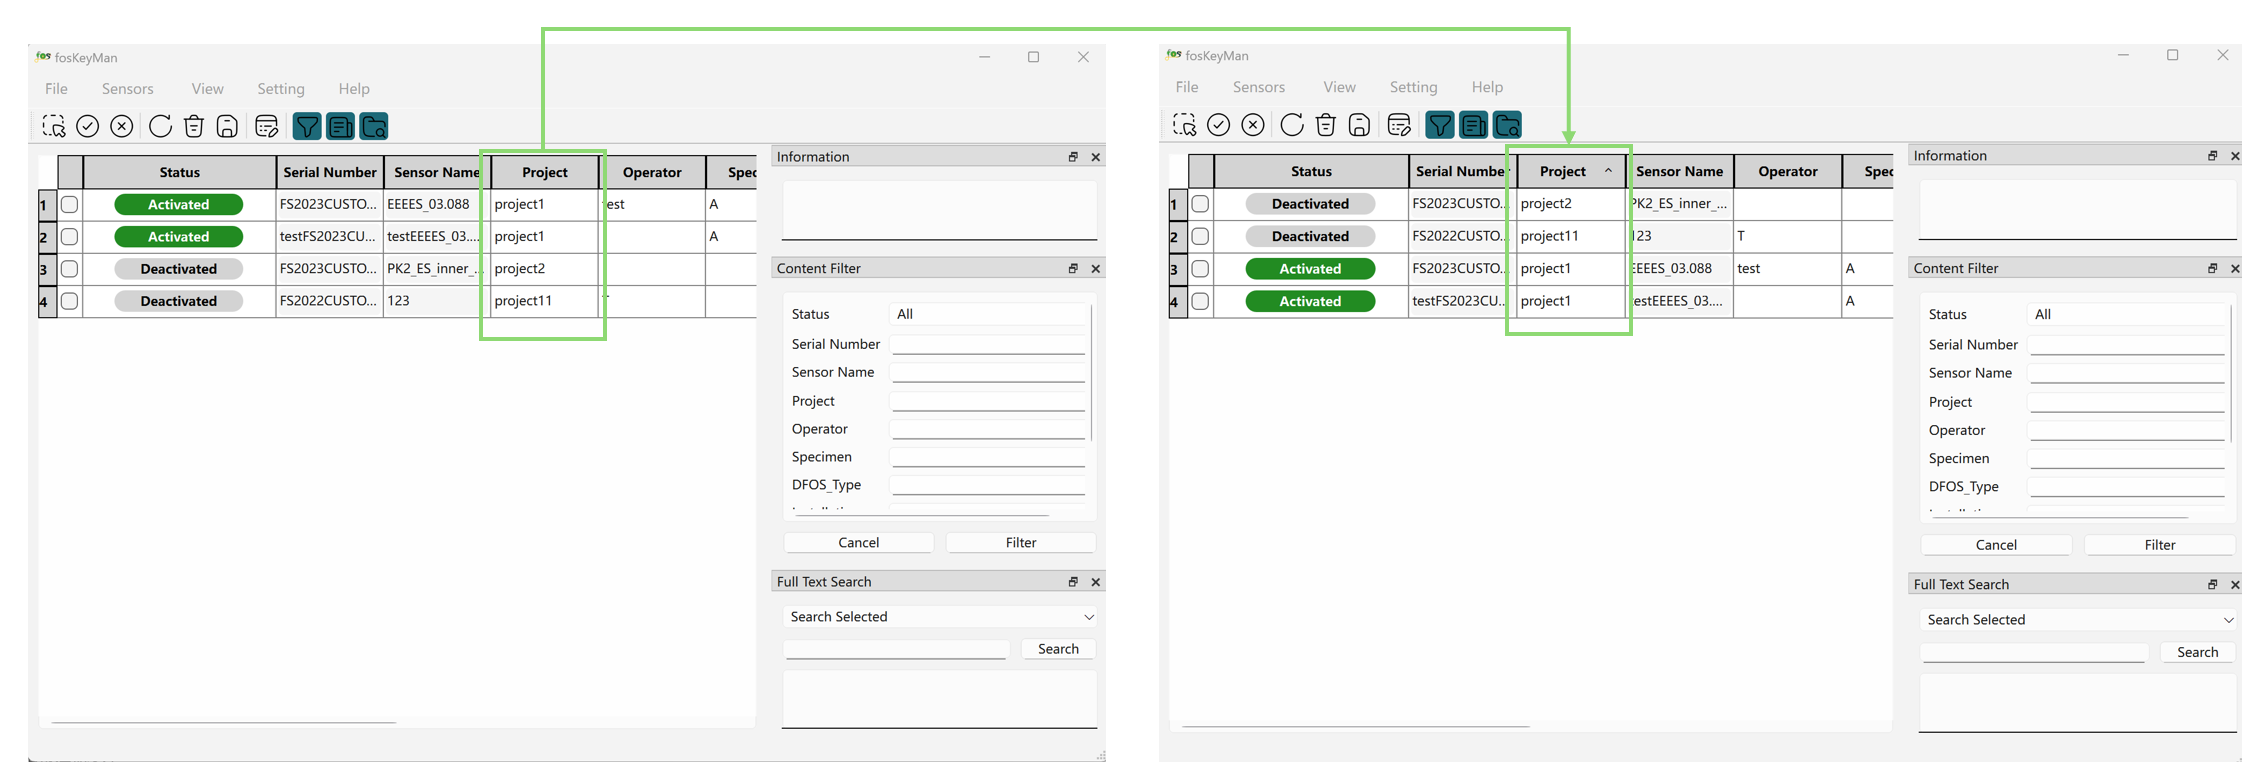 fos fosKeyMan
File Sensors View Setting Help
Status Serial Number Sensor Name Project Operator Spec
1 Activated FS2023CUSTO... EEEES_03.088 project1 test A
2 Activated testFS2023CU... testEEEES_03.... project1 A
3 Deactivated FS2023CUSTO... PK2_ES_inner_... project2
4 Deactivated FS2022CUSTO... 123 project11
Information
Content Filter
Status All
Serial Number
Sensor Name
Project
Operator
Specimen
DFOS_Type
Cancel Filter
Full Text Search
Search Selected
Search
fos fosKeyMan
File Sensors View Setting Help
Status Serial Number Project Sensor Name Operator Spec
1 Deactivated FS2023CUSTO... project2 PK2_ES_inner_...
2 Deactivated FS2022CUSTO... project11 123 T
3 Activated FS2023CUSTO... project1 EEEES_03.088 test A
4 Activated testFS2023CU... project1 testEEEES_03.... A
Information
Content Filter
Status All
Serial Number
Sensor Name
Project
Operator
Specimen
DFOS_Type
Cancel Filter
Full Text Search
Search Selected
Search